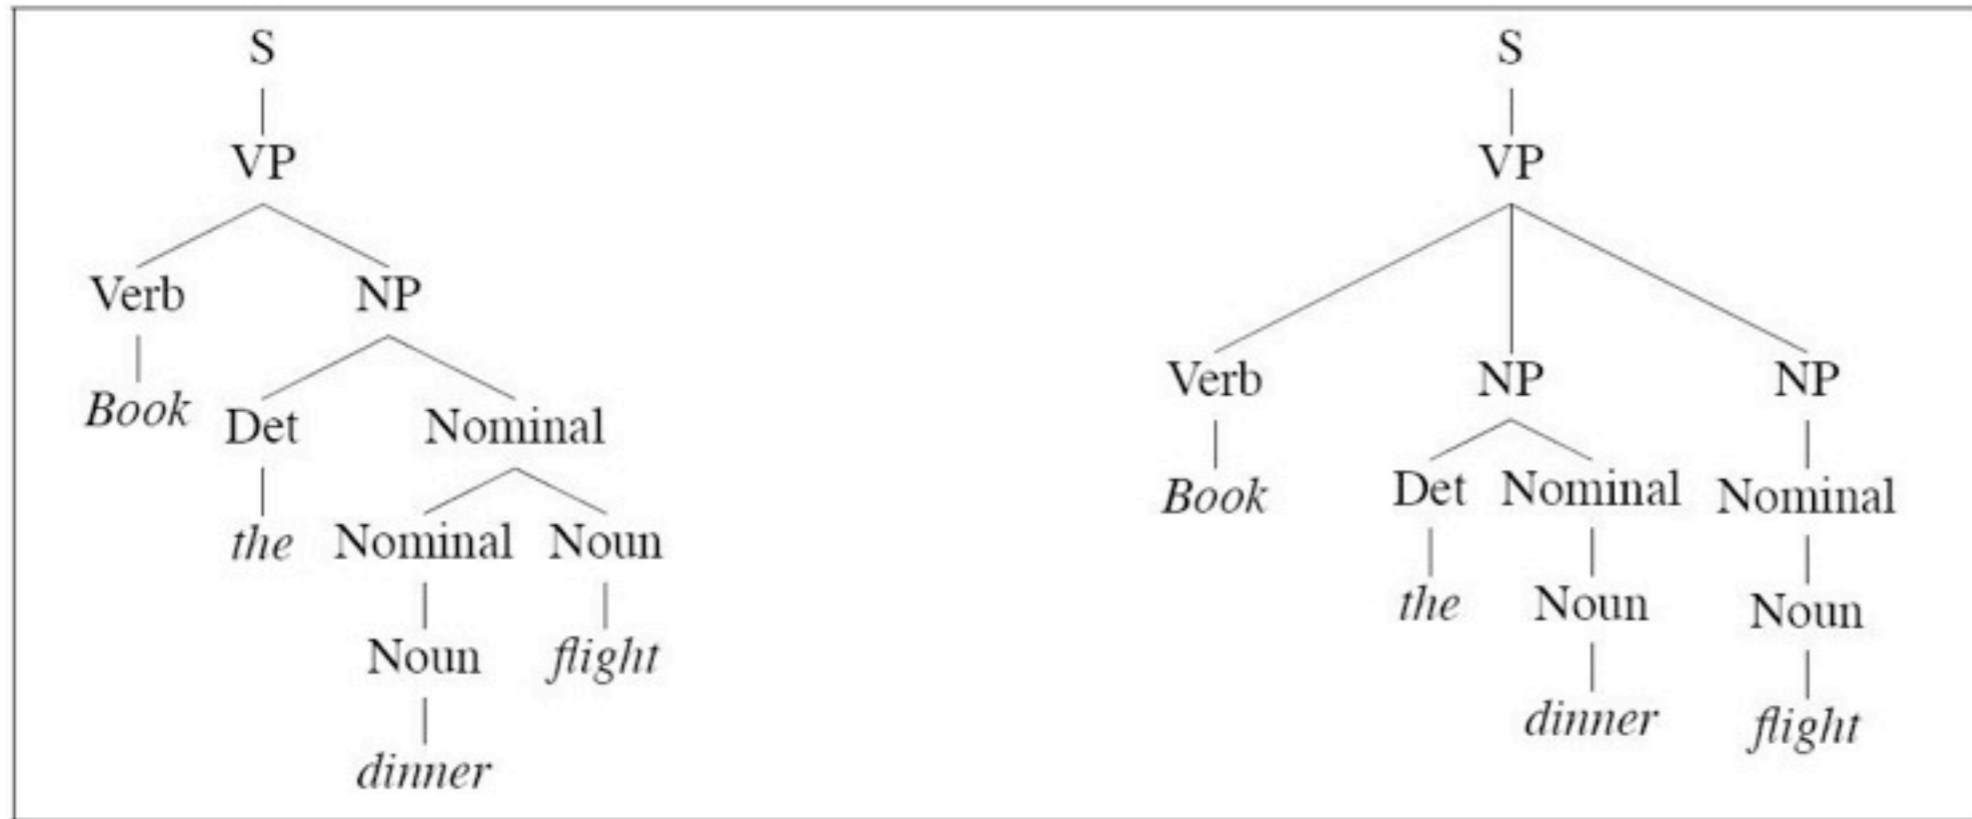 S S
VP VP
Verb NP
Verb NP NP
Book Det Nominal
Book Det Nominal Nominal
the Nominal Noun
the Noun Noun
Noun flight
dinner flight
dinner